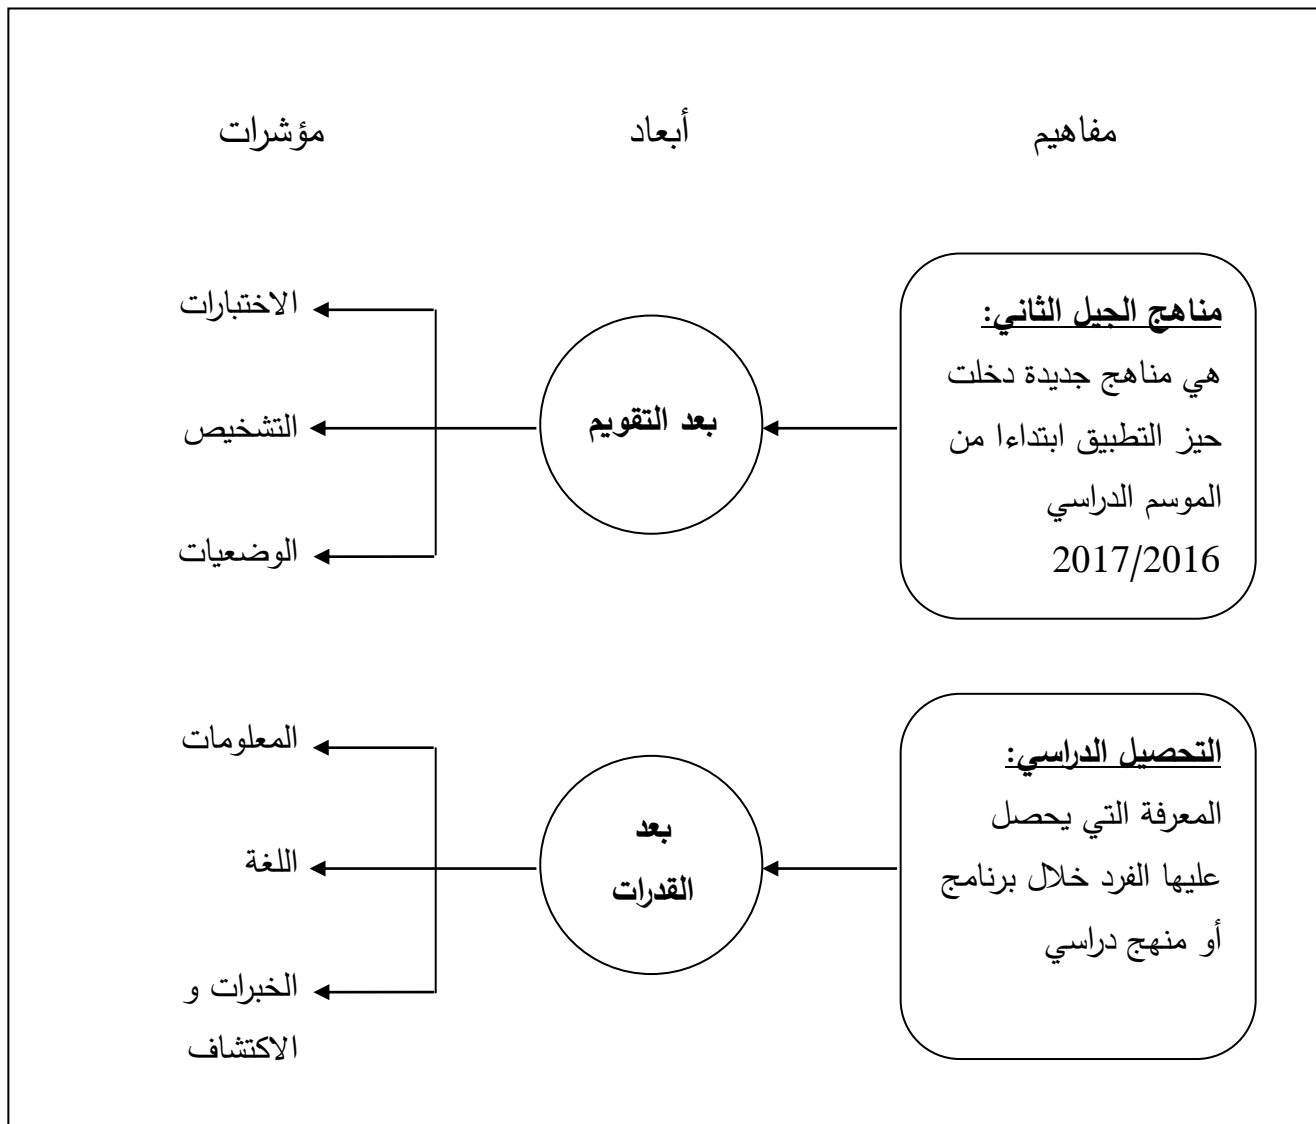 مفاهيم
أبعاد
مؤشرات
مناهج الجيل الثاني:
هي مناهج جديدة دخلت
حيز التطبيق ابتداءا من
الموسم الدراسي
2017/2016
بعد التقويم
الاختبارات
التشخيص
الوضعيات
التحصيل الدراسي:
المعرفة التي يحصل
عليها الفرد خلال برنامج
أو منهج دراسي
بعد
القدرات
المعلومات
اللغة
الخبرات و
الاكتشاف